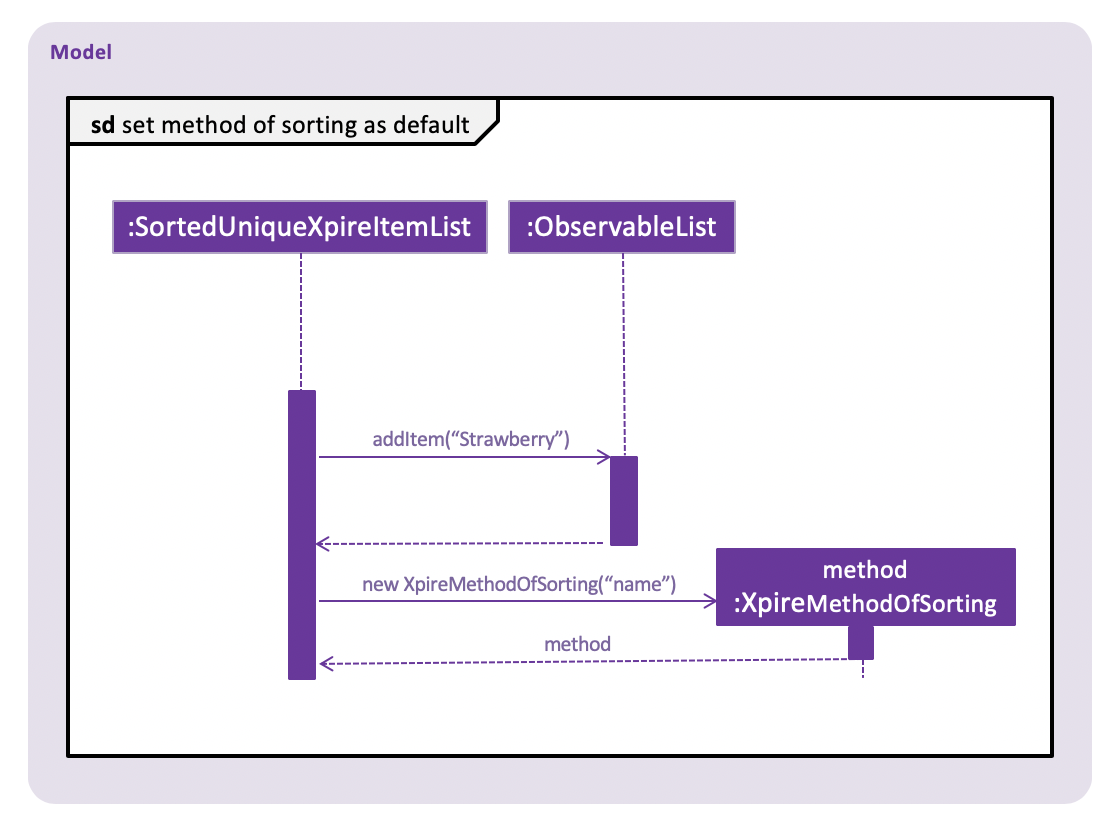 Model
sd set method of sorting as default
:SortedUniqueXpireItemList
:ObservableList
addItem(“Strawberry”)
new XpireMethodOfSorting(“name”)
method
:XpireMethodOfSorting
method